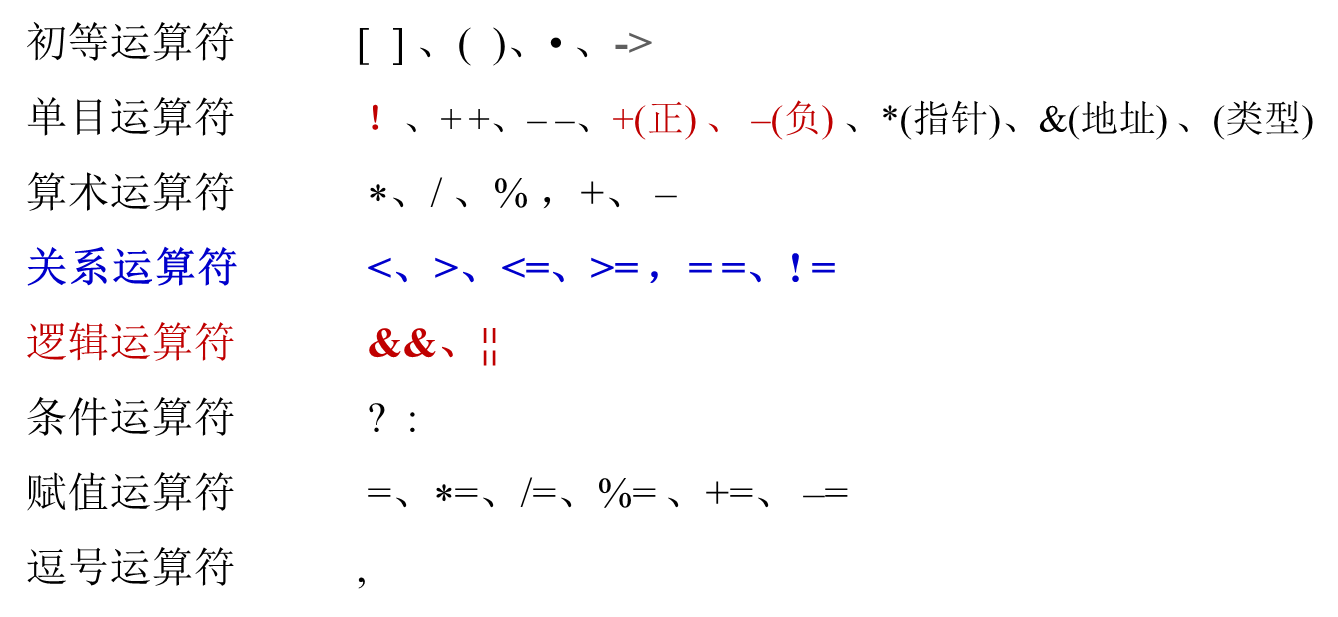 初等运算符 [ ] 、( )、• 、->
单目运算符 ! 、++、– –、+(正) 、 –(负) 、*(指针)、&(地址) 、(类型)
算术运算符 *、/ 、% ，+、 –
关系运算符 <、>、<=、>= ，= =、! =
逻辑运算符 &&、¦¦
条件运算符 ? :
赋值运算符 =、*=、/=、%= 、+=、 –=
逗号运算符 ,